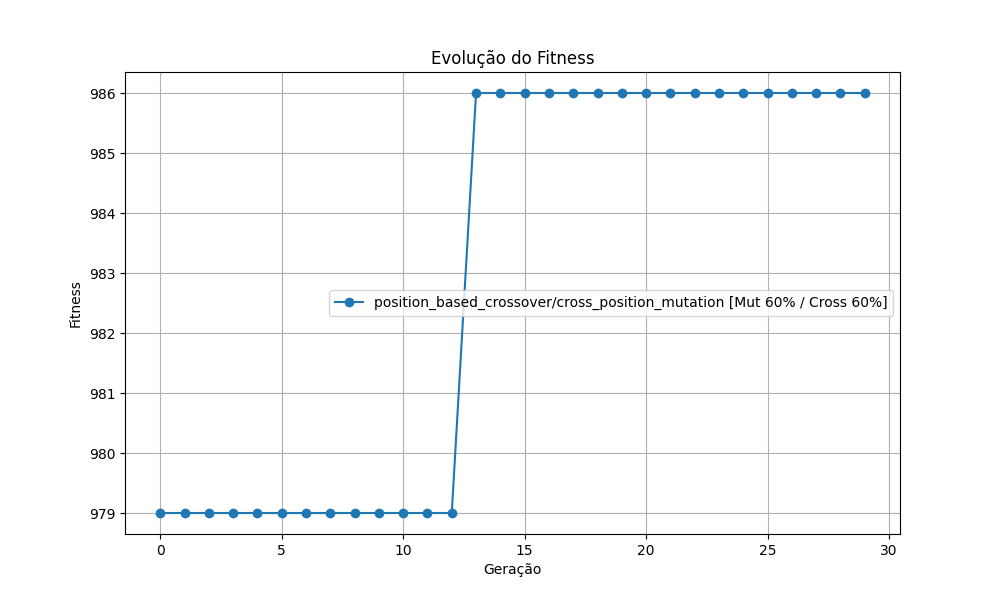 Evolução do Fitness
Fitness
986
985
984
983
982
981
980
979
position_based_crossover/cross_position_mutation [Mut 60% / Cross 60%]
0 5 10 15 20 25 30
Geração